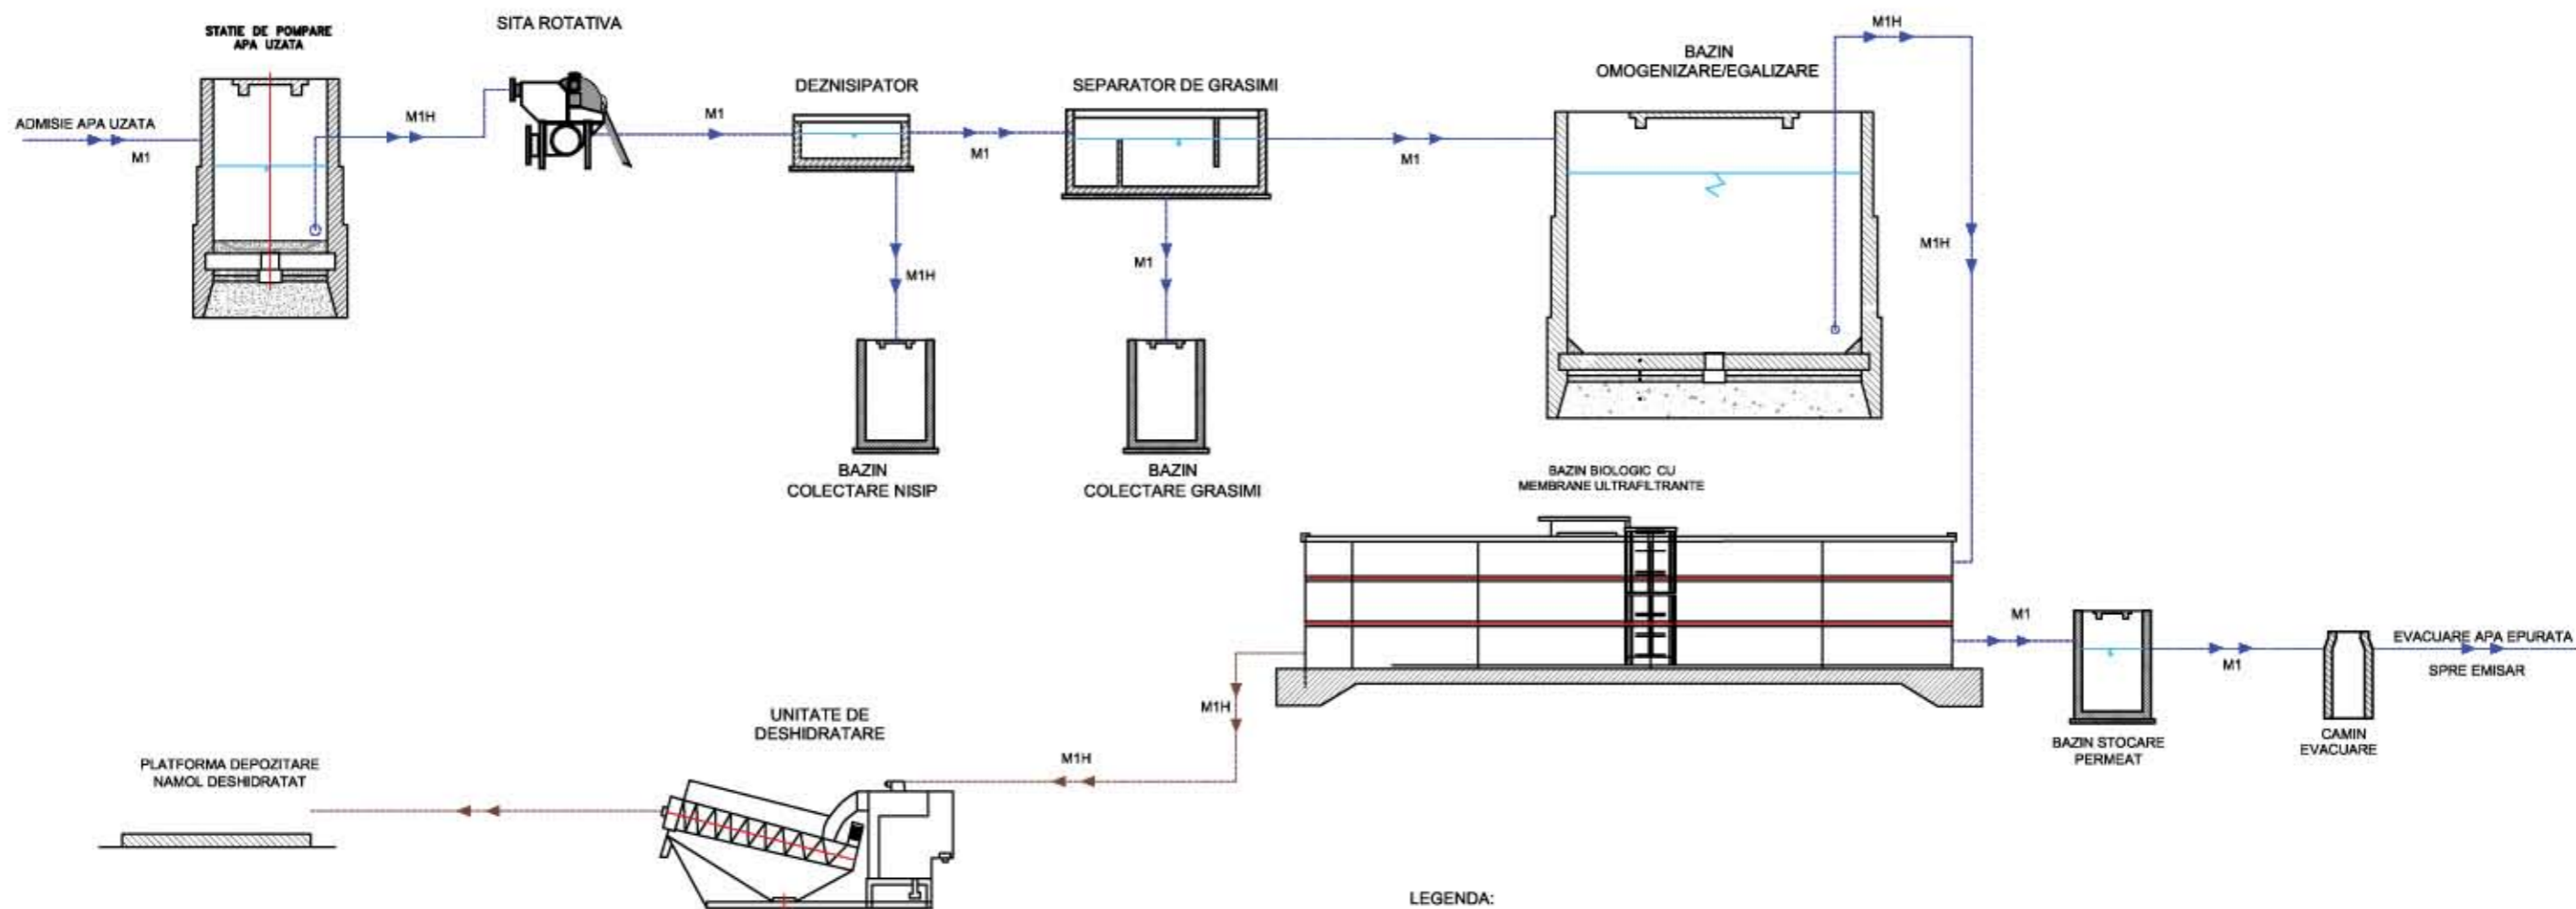 STATIE DE POMPARE
APA UZATA
SITA ROTATIVA
DEZNISIPATOR
SEPARATOR DE GRASIMI
BAZIN
OMOGENIZARE/EGALIZARE
M1H
ADMISIE APA UZATA
M1
M1H
M1
M1
M1
M1H
M1H
M1
BAZIN
COLECTARE NISIP
BAZIN
COLECTARE GRASIMI
BAZIN BIOLOGIC CU
MEMBRANE ULTRAFILTRANTE
M1
M1
EVACUARE APA EPURATA
SPRE EMISAR
M1H
BAZIN STOCARE
PERMEAT
CAMIN
EVACUARE
UNITATE DE
DESHIDRATARE
M1H
PLATFORMA DEPOZITARE
NAMOL DESHIDRATAT
LEGENDA: